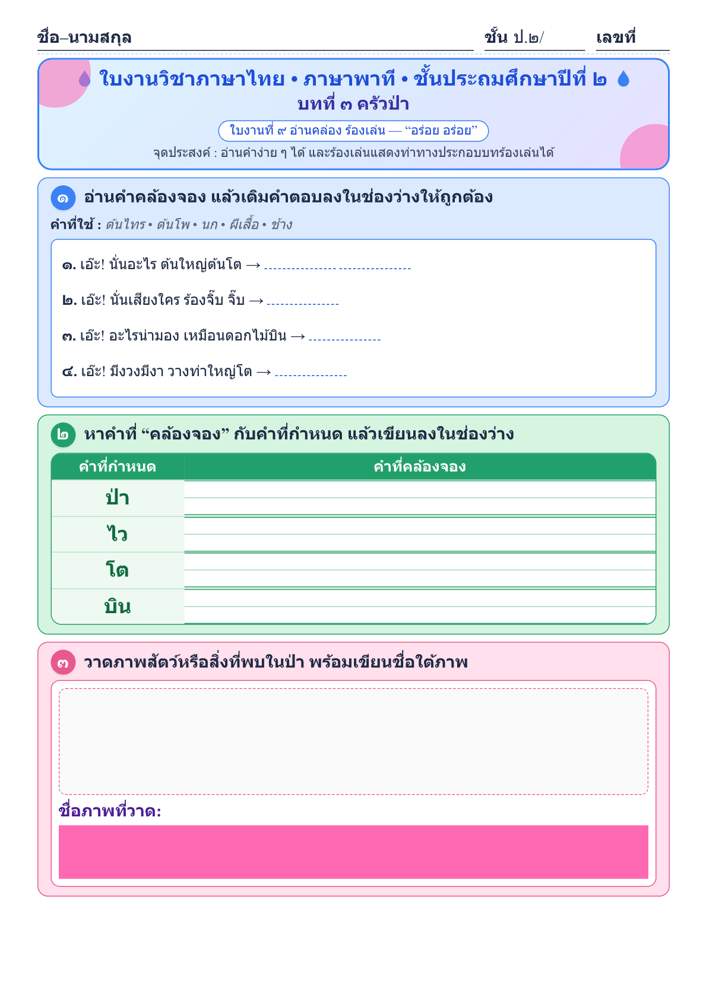 ชื่อ–นามสกุล ชั้น ป.๒/ เลขที่
ใบงานวิชาภาษาไทย • ภาษาพาที • ชั้นประถมศึกษาปีที่ ๒
บทที่ ๓ ครัวป่า
ใบงานที่ ๙ อ่านคล่อง ร้องเล่น — “อร่อย อร่อย”
จุดประสงค์ : อ่านคำง่าย ๆ ได้ และร้องเล่นแสดงท่าทางประกอบบทร้องเล่นได้
๑ อ่านคำคล้องจอง แล้วเติมคำตอบลงในช่องว่างให้ถูกต้อง
คำที่ใช้ : ต้นไทร • ต้นโพ • นก • ผีเสื้อ • ช้าง
๑. เอ๊ะ! นั่นอะไร ต้นใหญ่ต้นโต →
๒. เอ๊ะ! นั่นเสียงใคร ร้องจิ๊บ จิ๊บ →
๓. เอ๊ะ! อะไรน่ามอง เหมือนดอกไม้บิน →
๔. เอ๊ะ! มีงวงมีงา วางท่าใหญ่โต →
๒ หาคำที่ “คล้องจอง” กับคำที่กำหนด แล้วเขียนลงในช่องว่าง
คำที่กำหนด คำที่คล้องจอง
ป่า
ไว
โต
บิน
๓ วาดภาพสัตว์หรือสิ่งที่พบในป่า พร้อมเขียนชื่อใต้ภาพ
ชื่อภาพที่วาด: